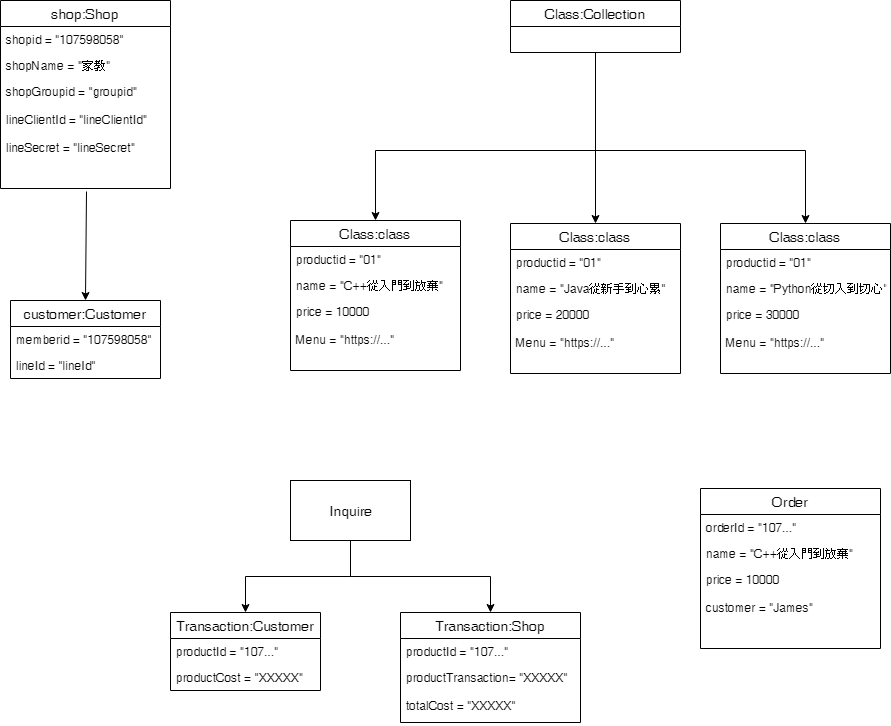 shop:Shop
shopid = "107598058"
shopName = "家教"
shopGroupid = "groupid"
lineClientId = "lineClientId"
lineSecret = "lineSecret"
customer:Customer
memberid = "107598058"
lineId = "lineId"
Class:Collection
Class:class
productid = "01"
name = "C++從入門到放棄"
price = 10000
Menu = "https://..."
Class:class
productid = "01"
name = "Java從新手到心累"
price = 20000
Menu = "https://..."
Class:class
productid = "01"
name = "Python從切入到切心"
price = 30000
Menu = "https://..."
Inquire
Transaction:Customer
productId = "107..."
productCost = "XXXXX"
Transaction:Shop
productId = "107..."
productTransaction= "XXXXX"
totalCost = "XXXXX"
Order
orderId = "107..."
name = "C++從入門到放棄"
price = 10000
customer = "James"